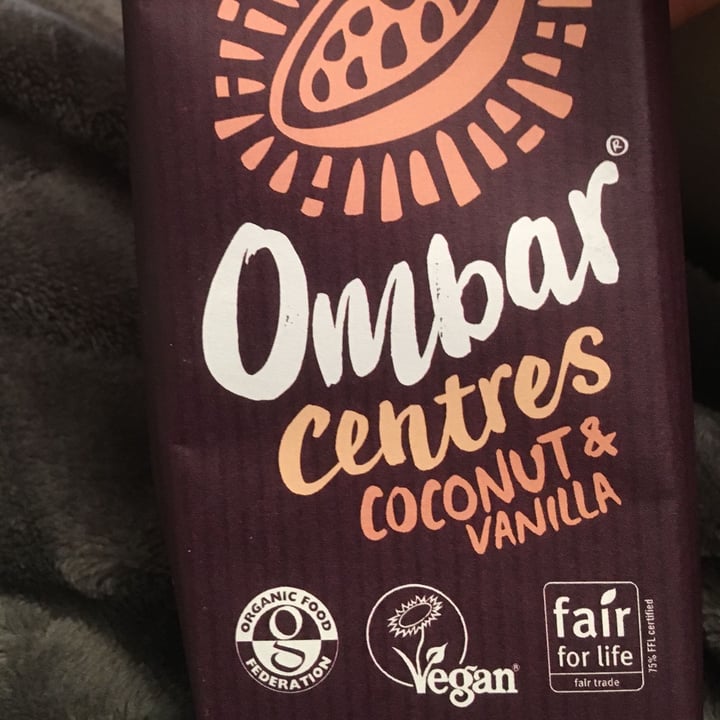 Ombar®
centres
COCONUT &
VANILLA
ORGANIC FOOD
FEDERATION
Vegan®
fair
for life
fair trade
75% FFL certified